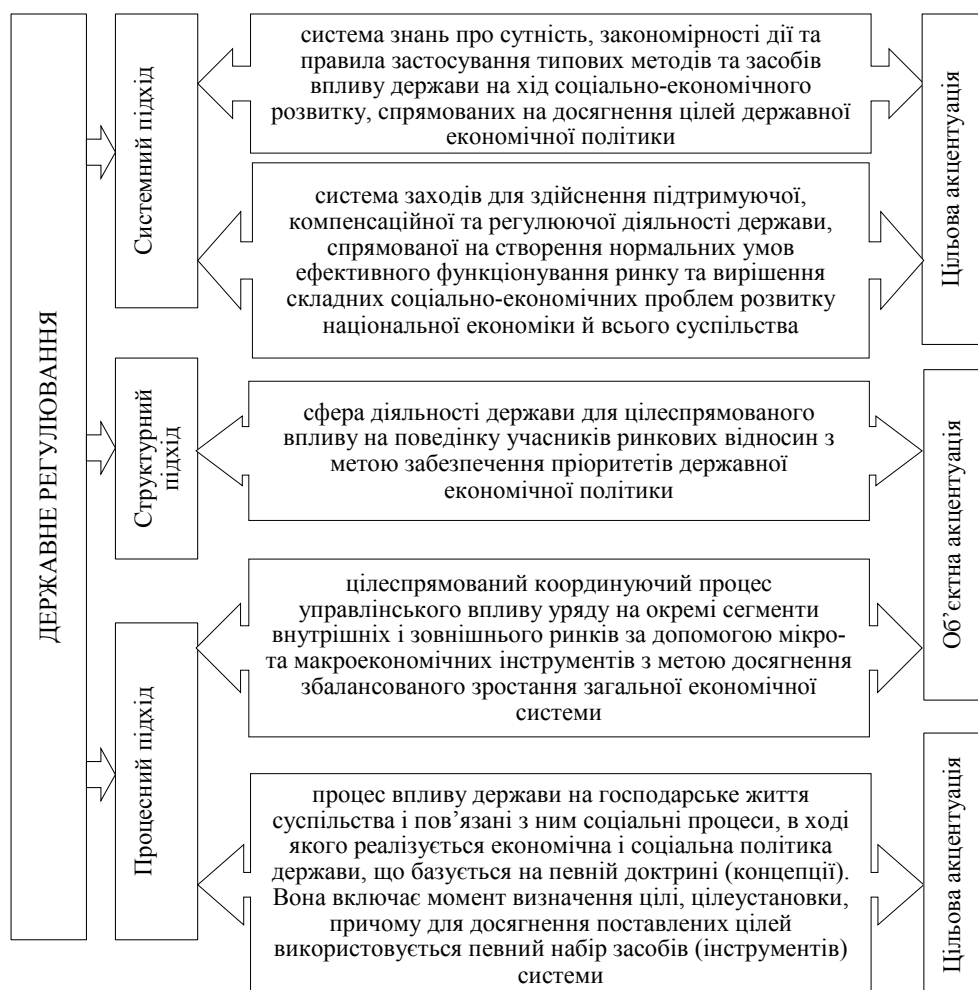 ДЕРЖАВНЕ РЕГУЛЮВАННЯ
Системний підхід
система знань про сутність, закономірності дії та
правила застосування типових методів та засобів
впливу держави на хід соціально-економічного
розвитку, спрямованих на досягнення цілей державної
економічної політики
система заходів для здійснення підтримуючої,
компенсаційної та регулюючої діяльності держави,
спрямованої на створення нормальних умов
ефективного функціонування ринку та вирішення
складних соціально-економічних проблем розвитку
національної економіки й всього суспільства
Цільова акцентуація
Структурний
підхід
сфера діяльності держави для цілеспрямованого
впливу на поведінку учасників ринкових відносин з
метою забезпечення пріоритетів державної
економічної політики
Об’єктна акцентуація
Процесний підхід
цілеспрямований координуючий процес
управлінського впливу уряду на окремі сегменти
внутрішніх і зовнішнього ринків за допомогою мікро-
та макроекономічних інструментів з метою досягнення
збалансованого зростання загальної економічної
системи
процес впливу держави на господарське життя
суспільства і пов’язані з ним соціальні процеси, в ході
якого реалізується економічна і соціальна політика
держави, що базується на певній доктрині (концепції).
Вона включає момент визначення цілі, цілеустановки,
причому для досягнення поставлених цілей
використовується певний набір засобів (інструментів)
системи
Цільова акцентуація